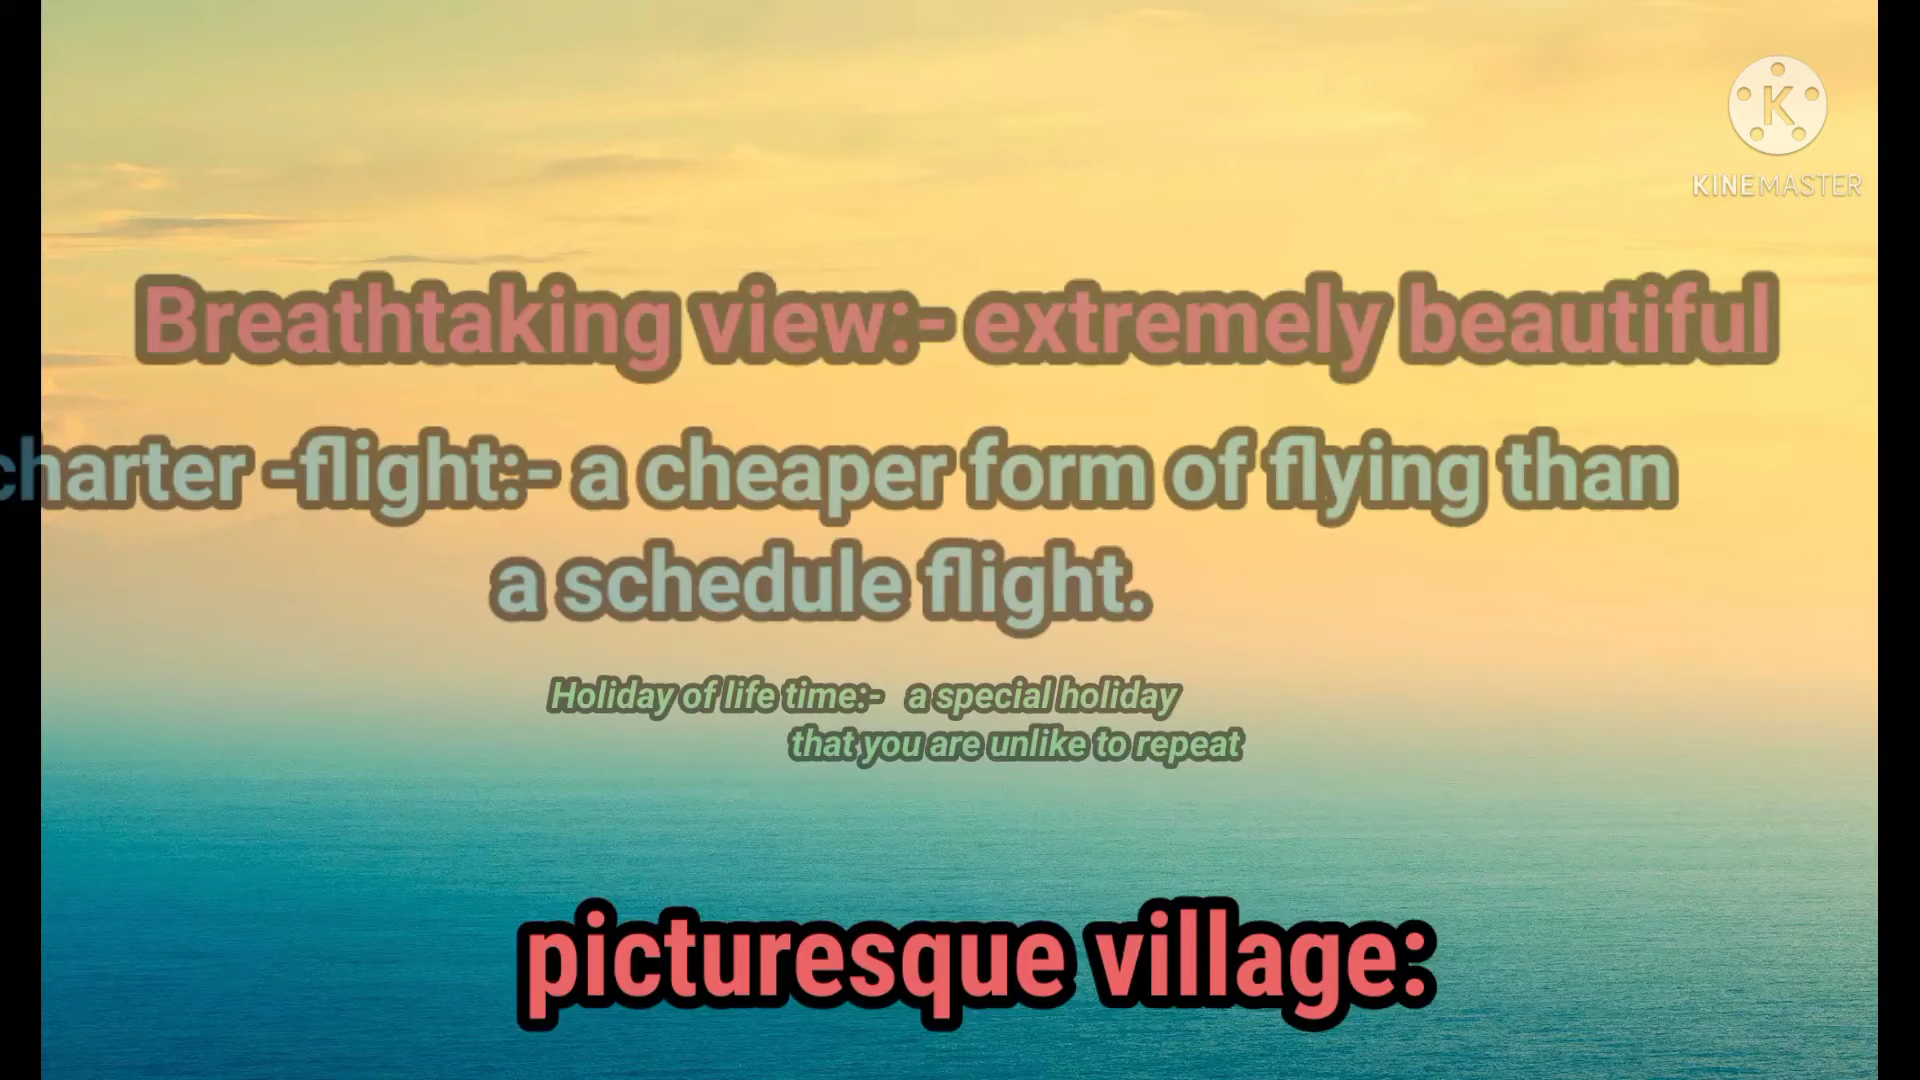 K
KINEMASTER
Breathtaking view:- extremely beautiful
charter -flight:- a cheaper form of flying than
a schedule flight.
Holiday of life time:- a special holiday
that you are unlike to repeat
picturesque village: